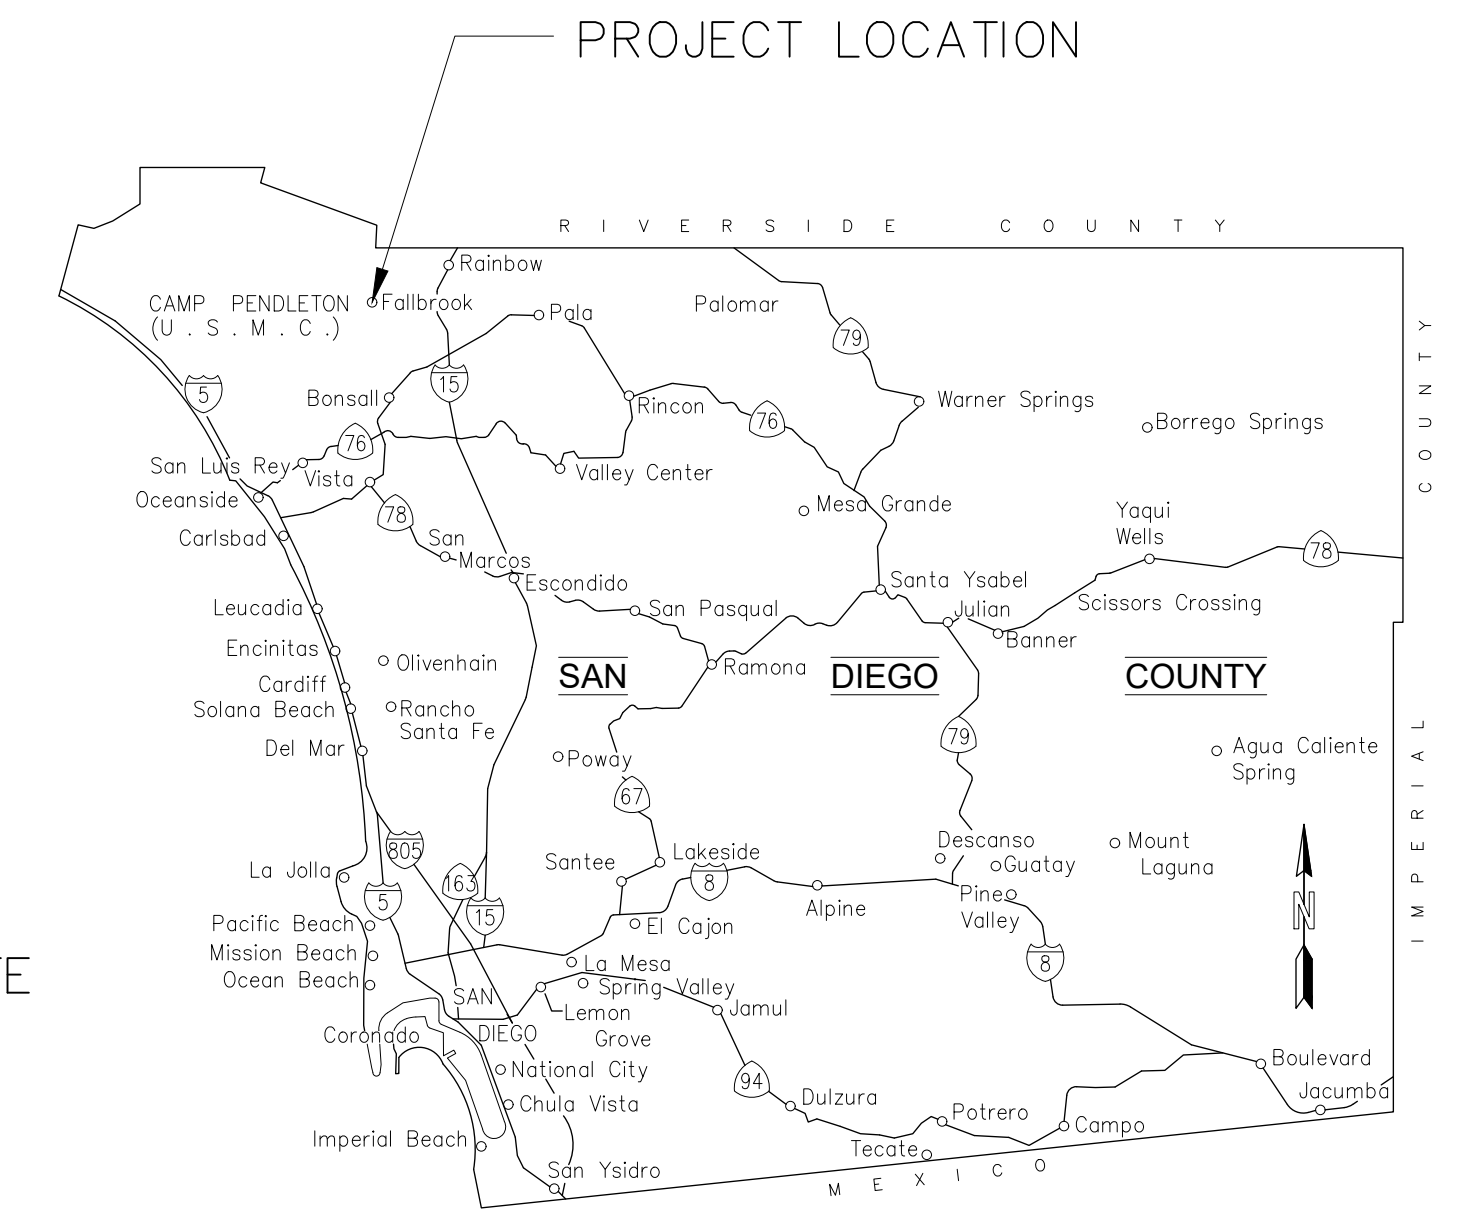 PROJECT LOCATION
RIVERSIDE COUNTY
Rainbow
CAMP PENDLETON
(U.S.M.C.)
Fallbrook
Pala
Palomar
79
COUNTY
5
15
Bonsall
Rincon
76
Warner Springs
Borrego Springs
76
San Luis Rey
Vista
Valley Center
Oceanside
78
Mesa Grande
Yaqui
Wells
Carlsbad
San
Marcos
78
Escondido
Santa Ysabel
Leucadia
San Pasqual
Julian
Scissors Crossing
Banner
Encinitas
Olivenhain
Ramona
SAN DIEGO COUNTY
Cardiff
Solana Beach
Rancho
Santa Fe
Del Mar
Poway
79
Agua Caliente
Spring
IMPERIAL
67
805
Descanso
Mount
Laguna
Santee
Lakeside
La Jolla
163
8
Guatay
5
15
Alpine
Pine
Valley
N
Pacific Beach
El Cajon
Mission Beach
La Mesa
8
Ocean Beach
Spring Valley
TE
SAN
DIEGO
Lemon
Grove
Jamul
Coronado
National City
94
Boulevard
Chula Vista
Dulzura
Jacumba
Imperial Beach
Potrero
Campo
Tecate
San Ysidro
MEXICO